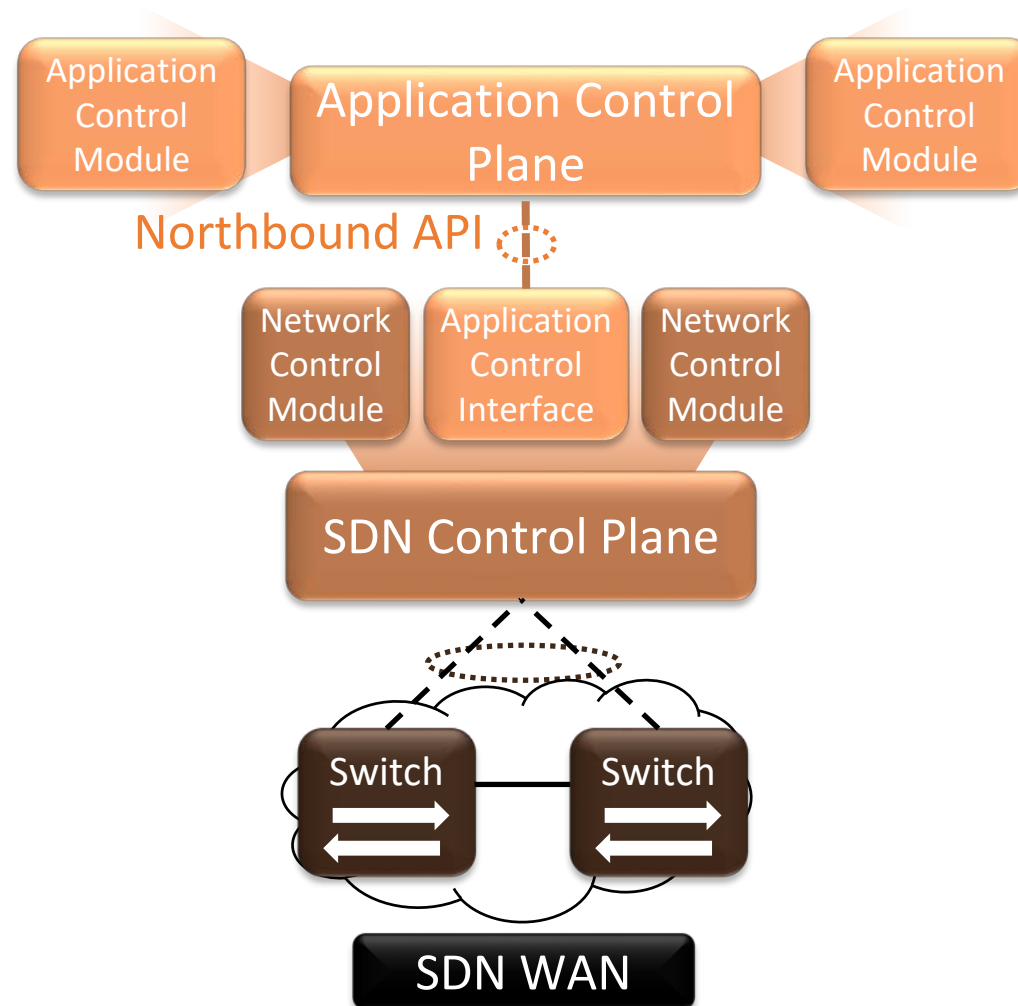 Application
Control
Module
Application Control
Plane
Application
Control
Module
Northbound API
Network
Control
Module
Application
Control
Interface
Network
Control
Module
SDN Control Plane
Switch
Switch
SDN WAN